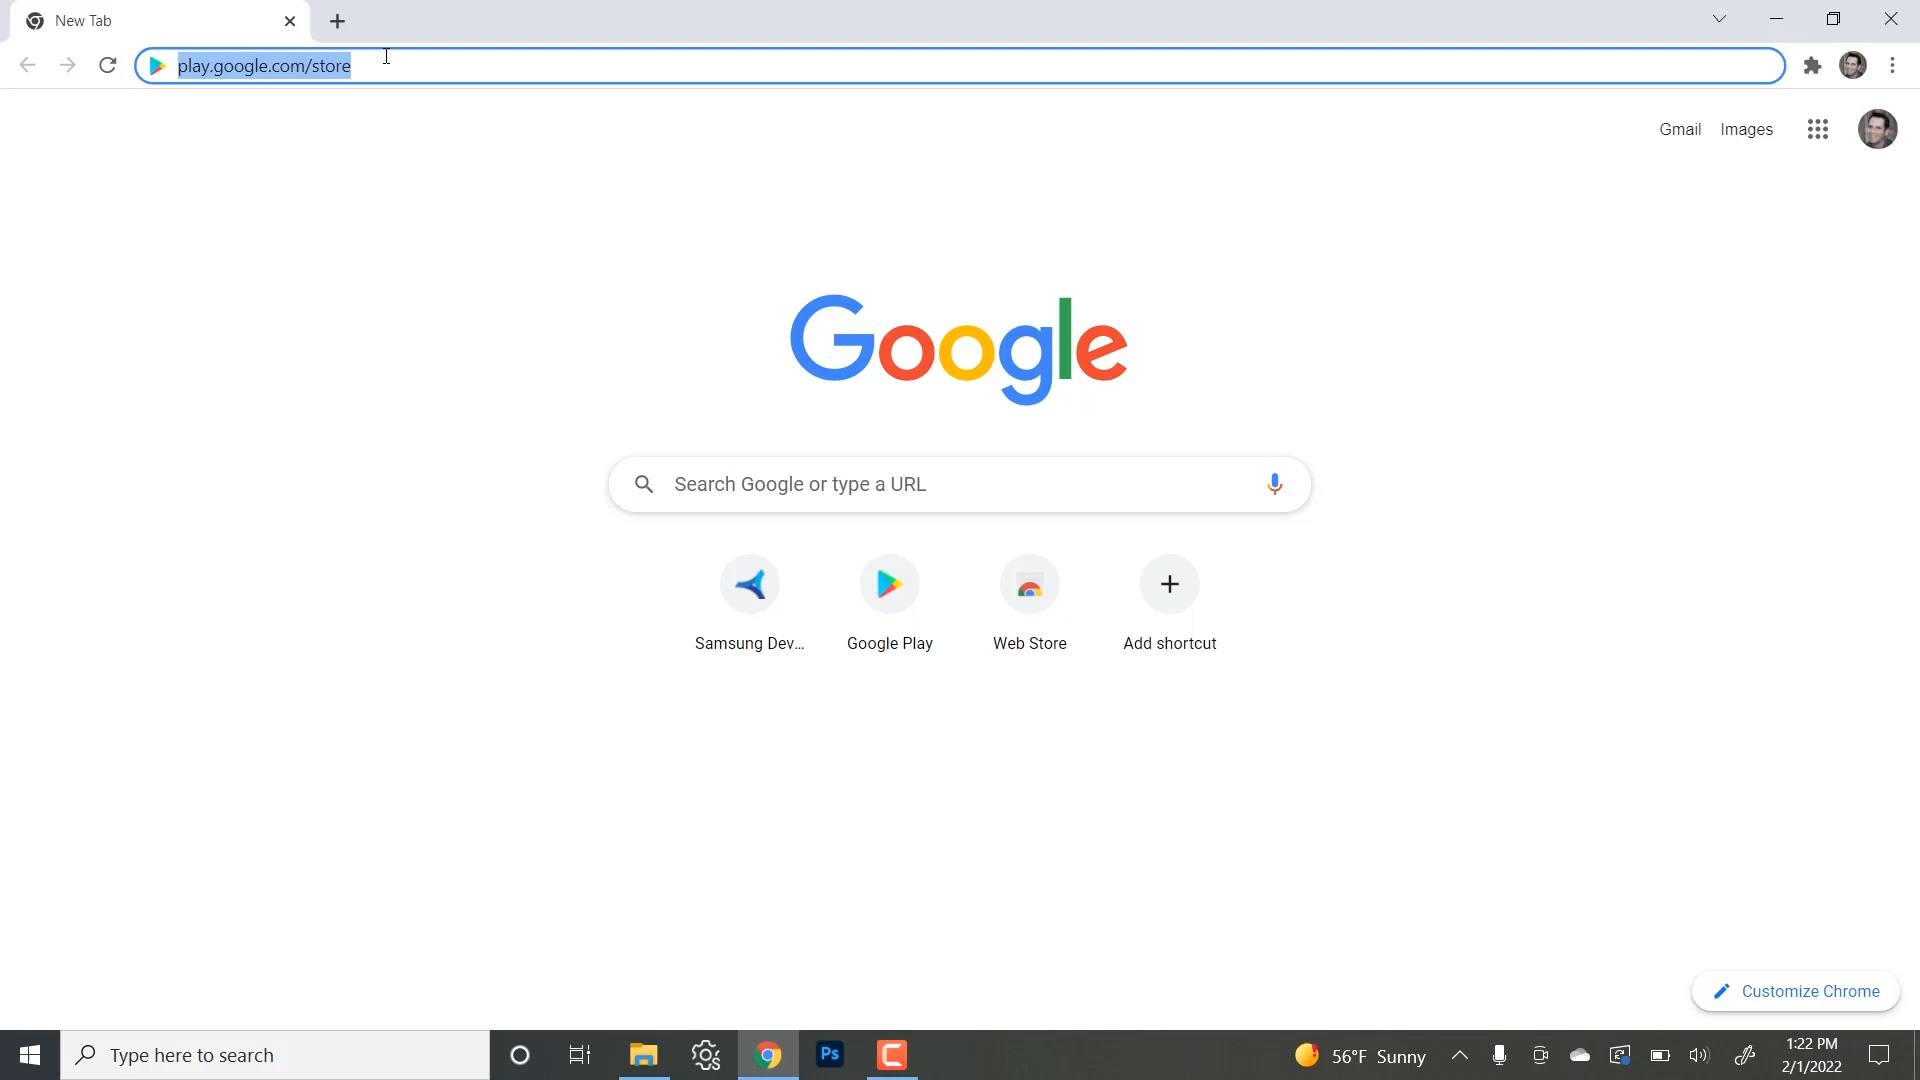 New Tab
play.google.com/store
Gmail Images
Google
Search Google or type a URL
Samsung Dev... Google Play Web Store Add shortcut
Customize Chrome
Type here to search
Ps
56°F Sunny
1:22 PM
2/1/2022